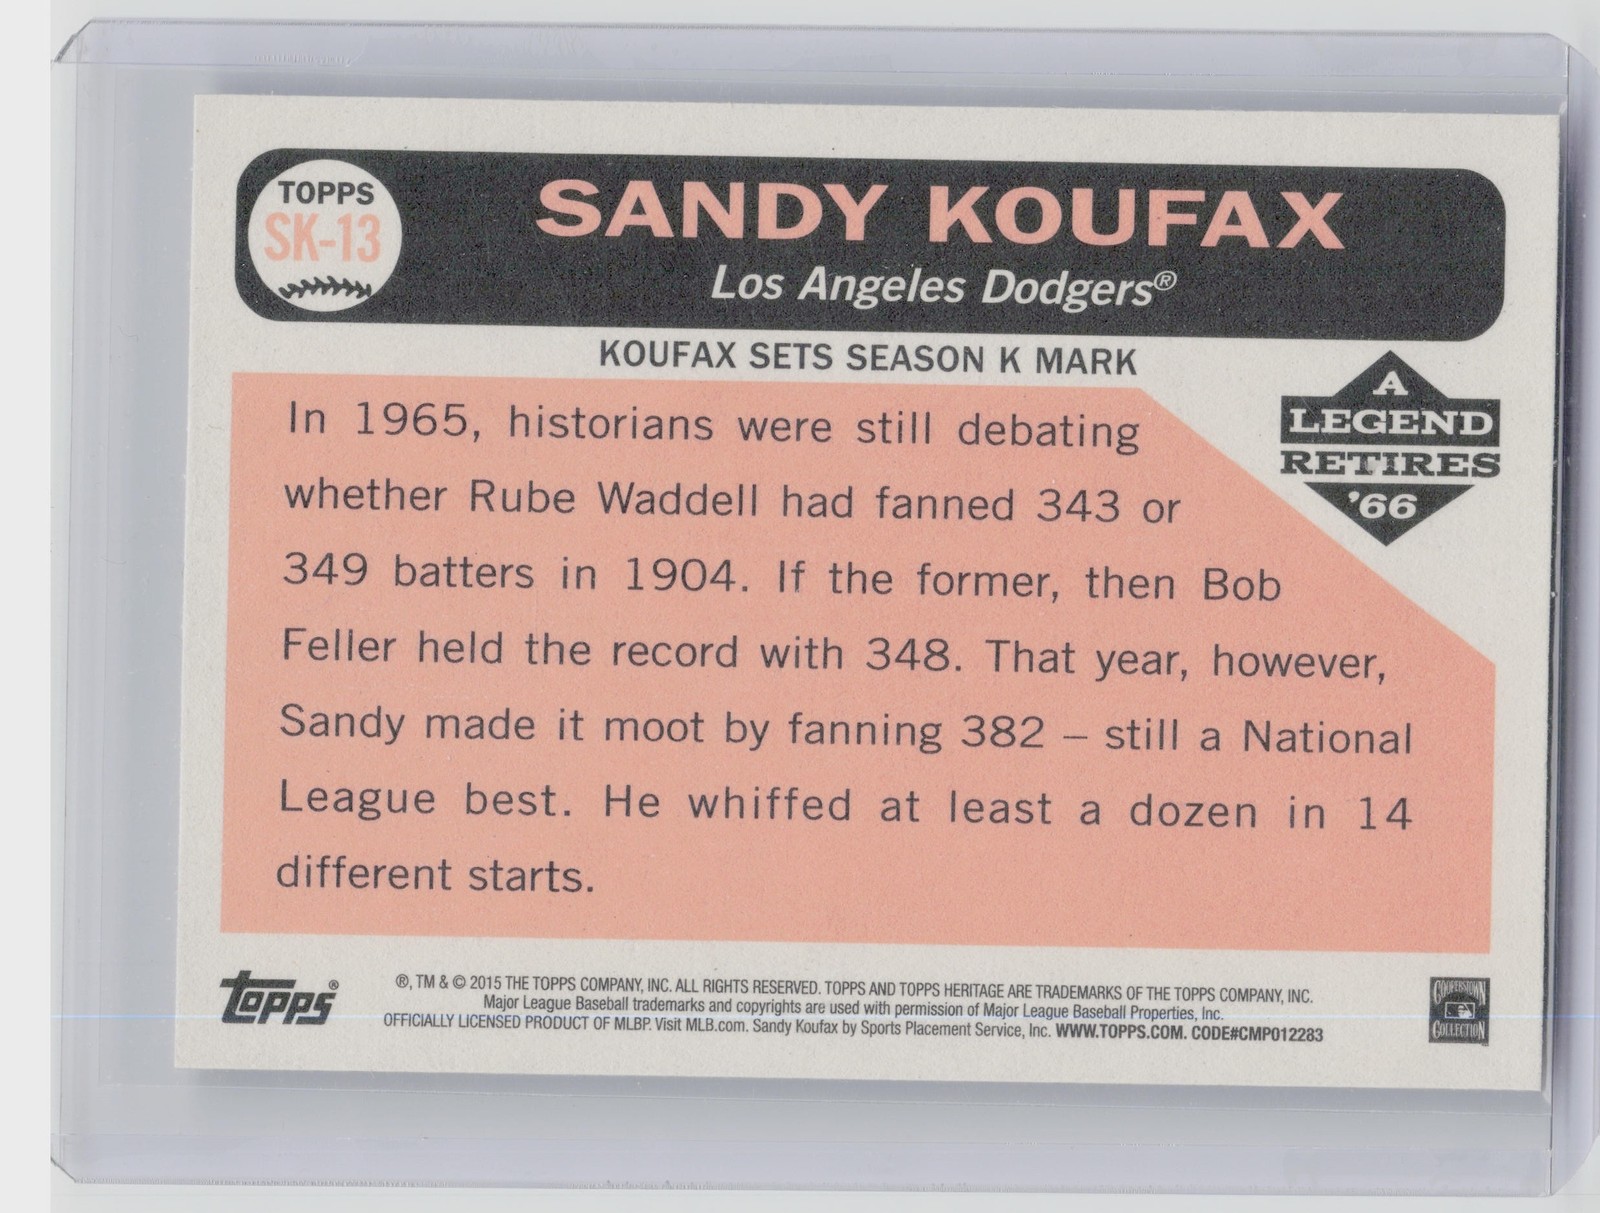 TOPPS
SK-13
SANDY KOUFAX
Los Angeles Dodgers®
KOUFAX SETS SEASON K MARK
A
LEGEND
RETIRES
'66
In 1965, historians were still debating
whether Rube Waddell had fanned 343 or
349 batters in 1904. If the former, then Bob
Feller held the record with 348. That year, however,
Sandy made it moot by fanning 382 – still a National
League best. He whiffed at least a dozen in 14
different starts.
topps®
®, TM & © 2015 THE TOPPS COMPANY, INC. ALL RIGHTS RESERVED. TOPPS AND TOPPS HERITAGE ARE TRADEMARKS OF THE TOPPS COMPANY, INC.
Major League Baseball trademarks and copyrights are used with permission of Major League Baseball Properties, Inc.
OFFICIALLY LICENSED PRODUCT OF MLBP. Visit MLB.com. Sandy Koufax by Sports Placement Service, Inc. WWW.TOPPS.COM. CODE#CMP012283
COOPERSTOWN
COLLECTION